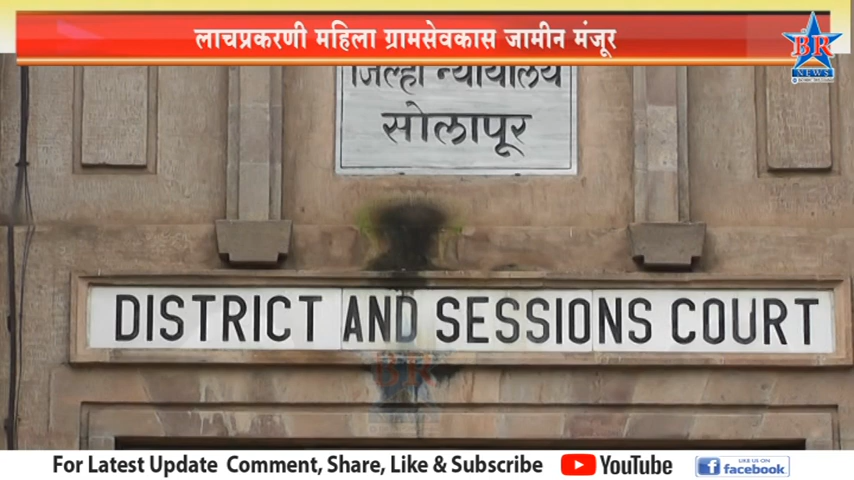 लाचप्रकरणी महिला ग्रामसेवकास जामीन मंजूर
BR
NEWS
जिल्हा न्यायालय
सोलापूर
DISTRICT AND SESSIONS COURT
BR
For Latest Update Comment, Share, Like & Subscribe
YouTube
LIKE US ON
facebook